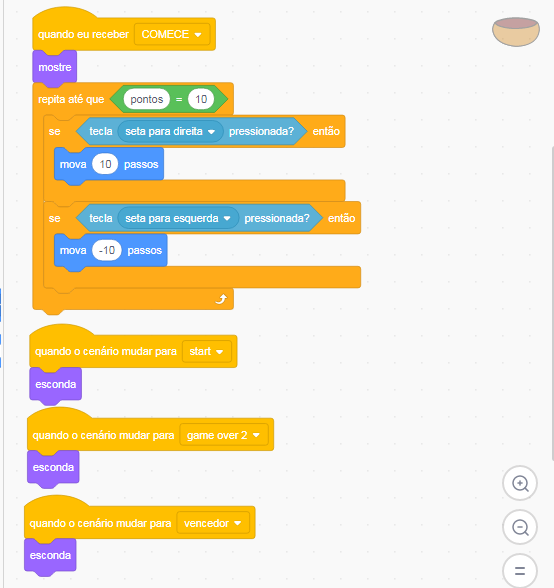 quando eu receber COMECE
mostre
repita até que pontos = 10
se tecla seta para direita pressionada? então
mova 10 passos
se tecla seta para esquerda pressionada? então
mova -10 passos
quando o cenário mudar para start
esconda
quando o cenário mudar para game over 2
esconda
quando o cenário mudar para vencedor
esconda